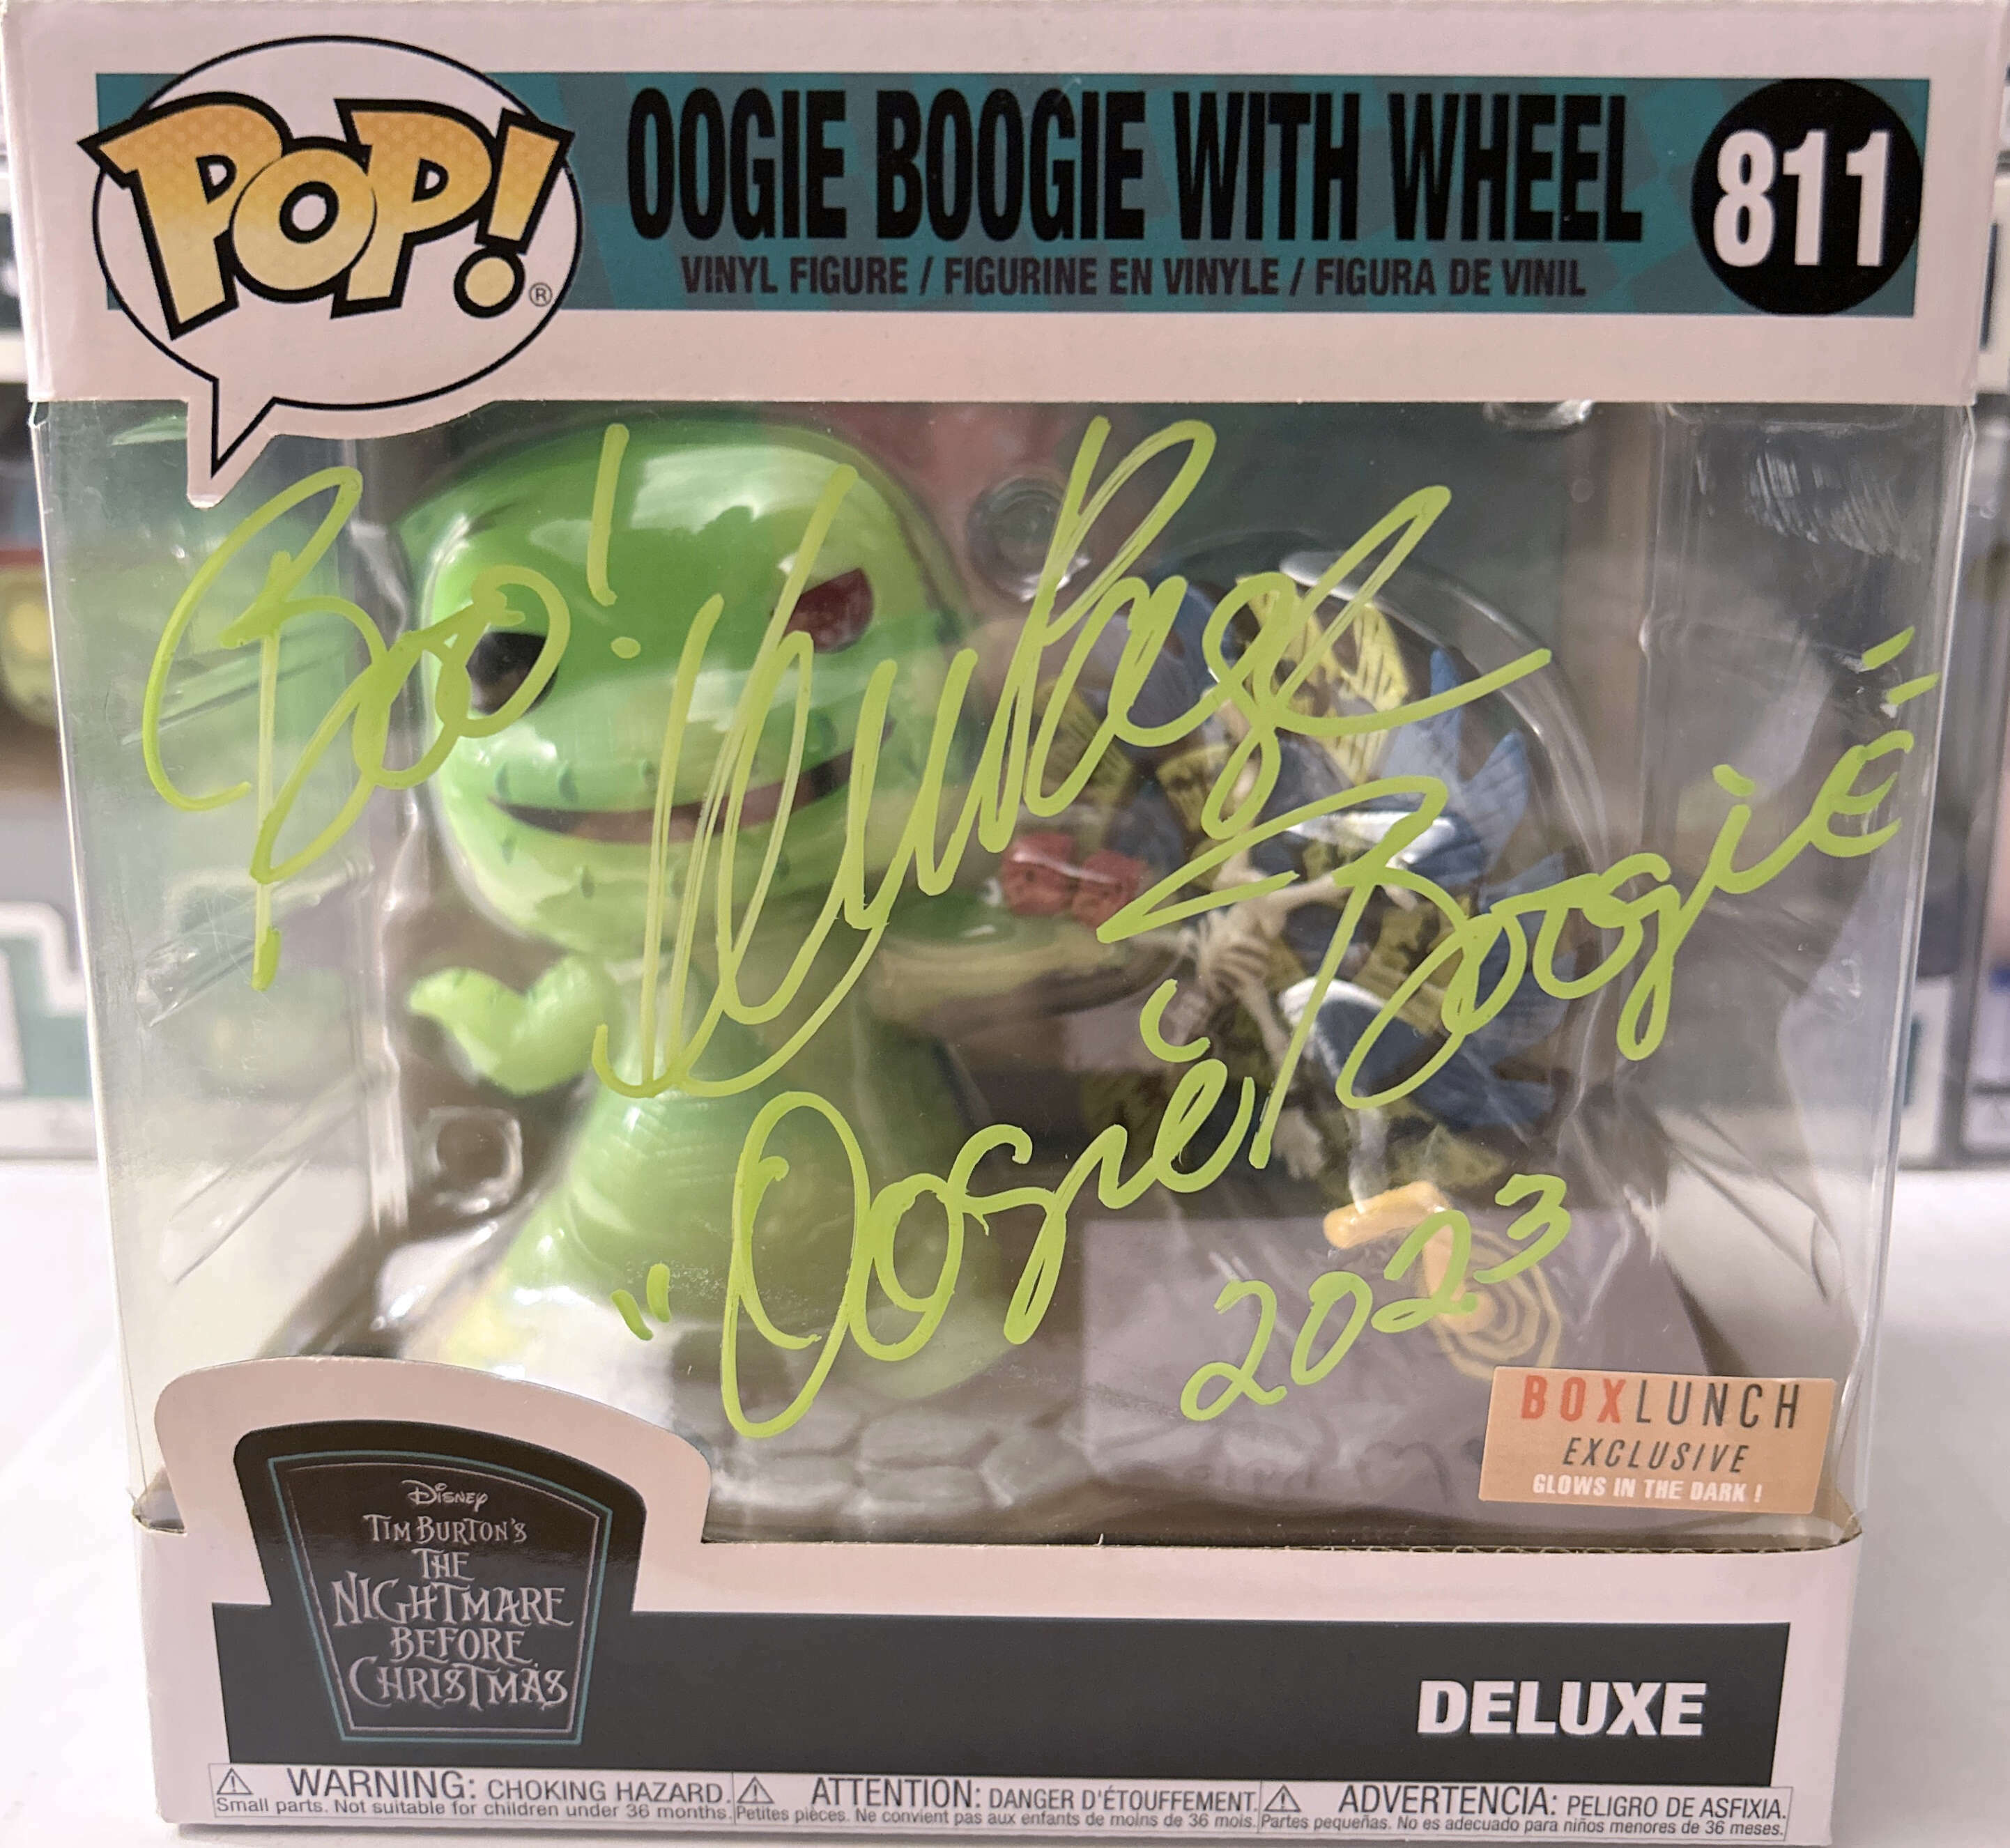 POP!®
OOGIE BOOGIE WITH WHEEL
811
VINYL FIGURE / FIGURINE EN VINYLE / FIGURA DE VINIL
Boo!
Ken Page
"Oogie Boogie"
2023
BOXLUNCH
EXCLUSIVE
GLOWS IN THE DARK !
Disney
TIM BURTON'S
THE
NIGHTMARE
BEFORE
CHRISTMAS
DELUXE
⚠ WARNING: CHOKING HAZARD.
Small parts. Not suitable for children under 36 months.
⚠ ATTENTION: DANGER D'ÉTOUFFEMENT.
Petites pièces. Ne convient pas aux enfants de moins de 36 mois.
⚠ ADVERTENCIA: PELIGRO DE ASFIXIA.
Partes pequeñas. No es adecuado para niños menores de 36 meses.